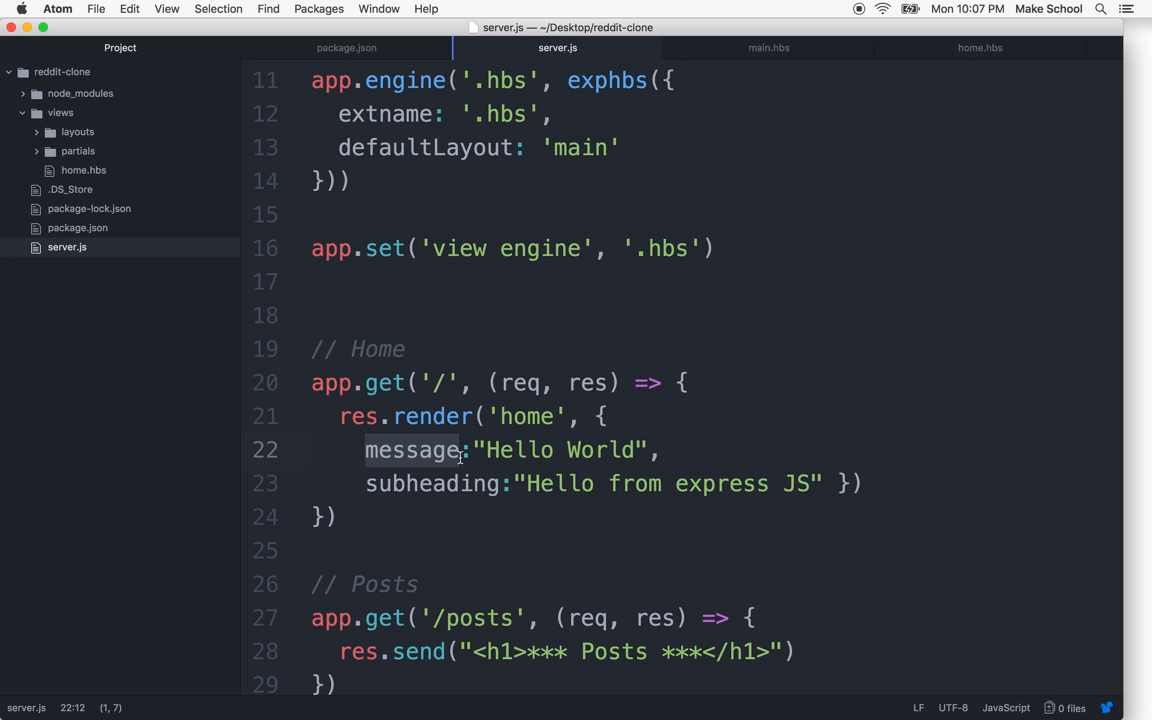 Atom File Edit View Selection Find Packages Window Help Mon 10:07 PM Make School
server.js — ~/Desktop/reddit-clone
Project package.json server.js main.hbs home.hbs
reddit-clone
node_modules
views
layouts
partials
home.hbs
.DS_Store
package-lock.json
package.json
server.js
11 app.engine('.hbs', exphbs({
12 extname: '.hbs',
13 defaultLayout: 'main'
14 }))
15
16 app.set('view engine', '.hbs')
17
18
19 // Home
20 app.get('/', (req, res) => {
21 res.render('home', {
22 message:"Hello World",
23 subheading:"Hello from express JS" })
24 })
25
26 // Posts
27 app.get('/posts', (req, res) => {
28 res.send("<h1>*** Posts ***</h1>")
29 })
server.js 22:12 (1, 7) LF UTF-8 JavaScript 0 files